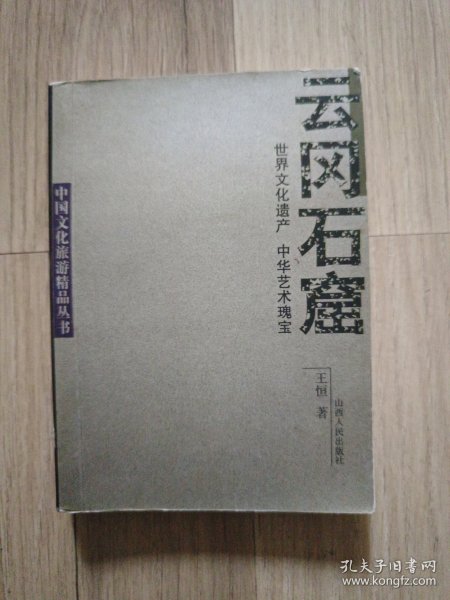 云冈石窟
世界文化遗产 中华艺术瑰宝
中国文化旅游精品丛书
王恒 著
山西人民出版社
孔夫子旧书网
www.kongfz.com